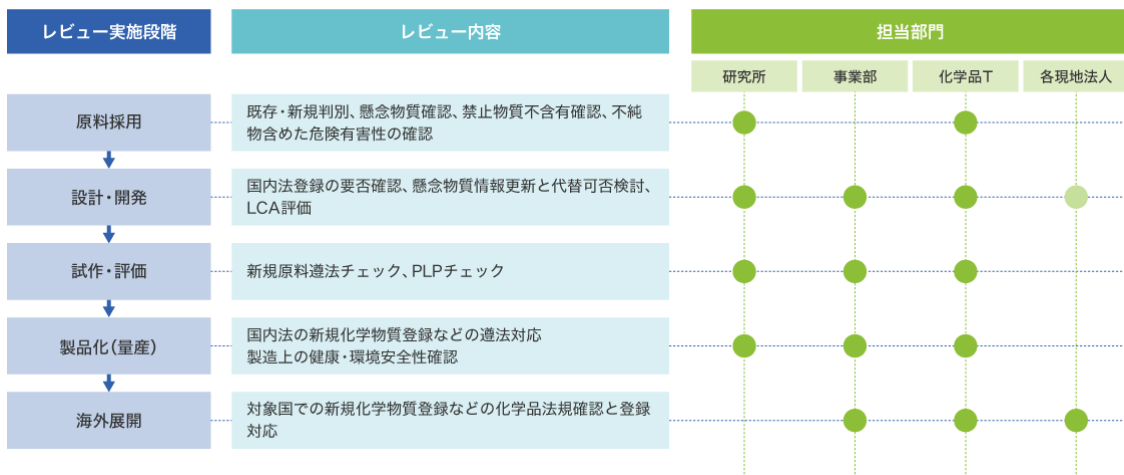 レビュー実施段階
レビュー内容
担当部門
研究所
事業部
化学品T
各現地法人
原料採用
既存・新規判別、懸念物質確認、禁止物質不含有確認、不純
物含めた危険有害性の確認
設計・開発
国内法登録の要否確認、懸念物質情報更新と代替可否検討、
LCA評価
試作・評価
新規原料遵法チェック、PLPチェック
製品化(量産)
国内法の新規化学物質登録などの遵法対応
製造上の健康・環境安全性確認
海外展開
対象国での新規化学物質登録などの化学品法規確認と登録
対応